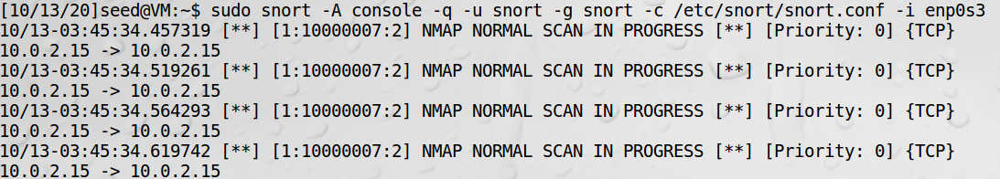 [10/13/20]seed@VM:~$ sudo snort -A console -q -u snort -g snort -c /etc/snort/snort.conf -i enp0s3
10/13-03:45:34.457319 [**] [1:10000007:2] NMAP NORMAL SCAN IN PROGRESS [**] [Priority: 0] {TCP}
10.0.2.15 -> 10.0.2.15
10/13-03:45:34.519261 [**] [1:10000007:2] NMAP NORMAL SCAN IN PROGRESS [**] [Priority: 0] {TCP}
10.0.2.15 -> 10.0.2.15
10/13-03:45:34.564293 [**] [1:10000007:2] NMAP NORMAL SCAN IN PROGRESS [**] [Priority: 0] {TCP}
10.0.2.15 -> 10.0.2.15
10/13-03:45:34.619742 [**] [1:10000007:2] NMAP NORMAL SCAN IN PROGRESS [**] [Priority: 0] {TCP}
10.0.2.15 -> 10.0.2.15